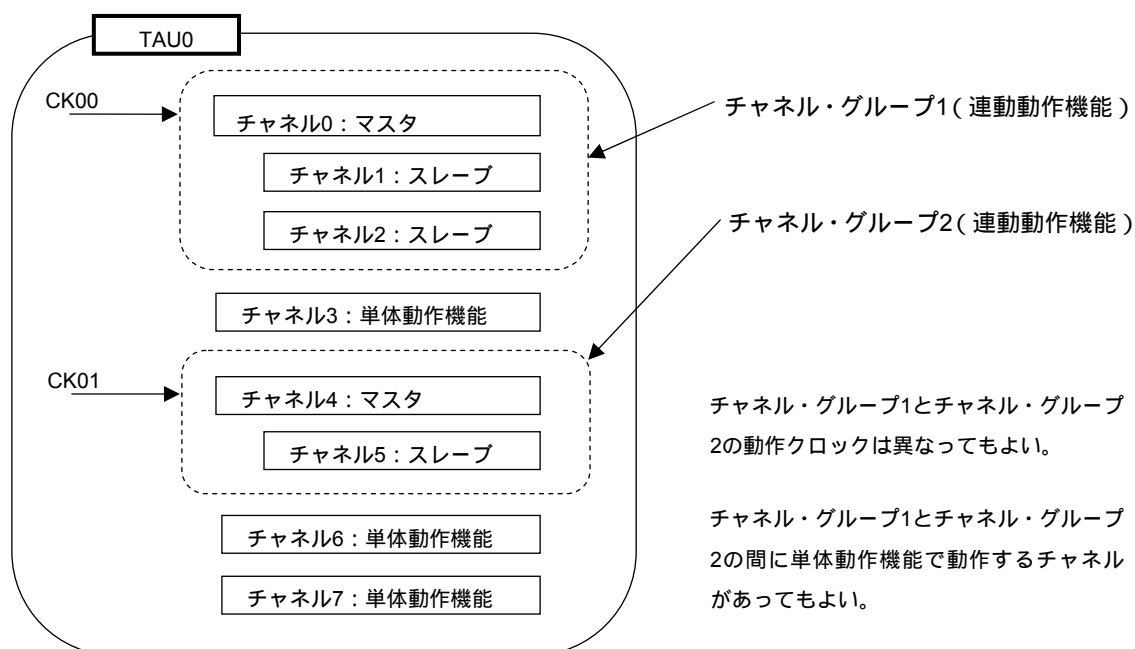 TAU0
CK00
チャネル0：マスタ
チャネル1：スレーブ
チャネル2：スレーブ
チャネル・グループ1（連動動作機能）
チャネル・グループ2（連動動作機能）
チャネル3：単体動作機能
CK01
チャネル4：マスタ
チャネル5：スレーブ
チャネル6：単体動作機能
チャネル7：単体動作機能
チャネル・グループ1とチャネル・グループ
2の動作クロックは異なってもよい。
チャネル・グループ1とチャネル・グループ
2の間に単体動作機能で動作するチャネル
があってもよい。